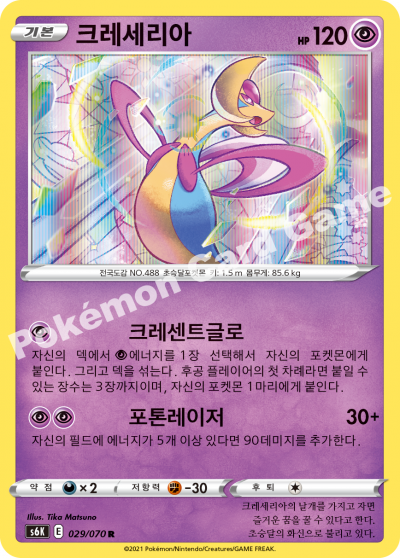 기본 크레세리아 HP 120
전국도감 NO.488 초승달포켓몬 키: 1.5 m 몸무게: 85.6 kg
Pokémon Card Game
크레센트글로
자신의 덱에서 에너지를 1장 선택해서 자신의 포켓몬에게
붙인다. 그리고 덱을 섞는다. 후공 플레이어의 첫 차례라면 붙일 수
있는 장수는 3장까지이며, 자신의 포켓몬 1마리에게 붙인다.
포톤레이저 30+
자신의 필드에 에너지가 5개 이상 있다면 90데미지를 추가한다.
약점 ×2 저항력 -30 후퇴
Illus. Tika Matsuno
s6K E 029/070 R
크레세리아의 날개를 가지고 자면
즐거운 꿈을 꿀 수 있다고 한다.
초승달의 화신으로 불리고 있다.
©2021 Pokémon/Nintendo/Creatures/GAME FREAK.